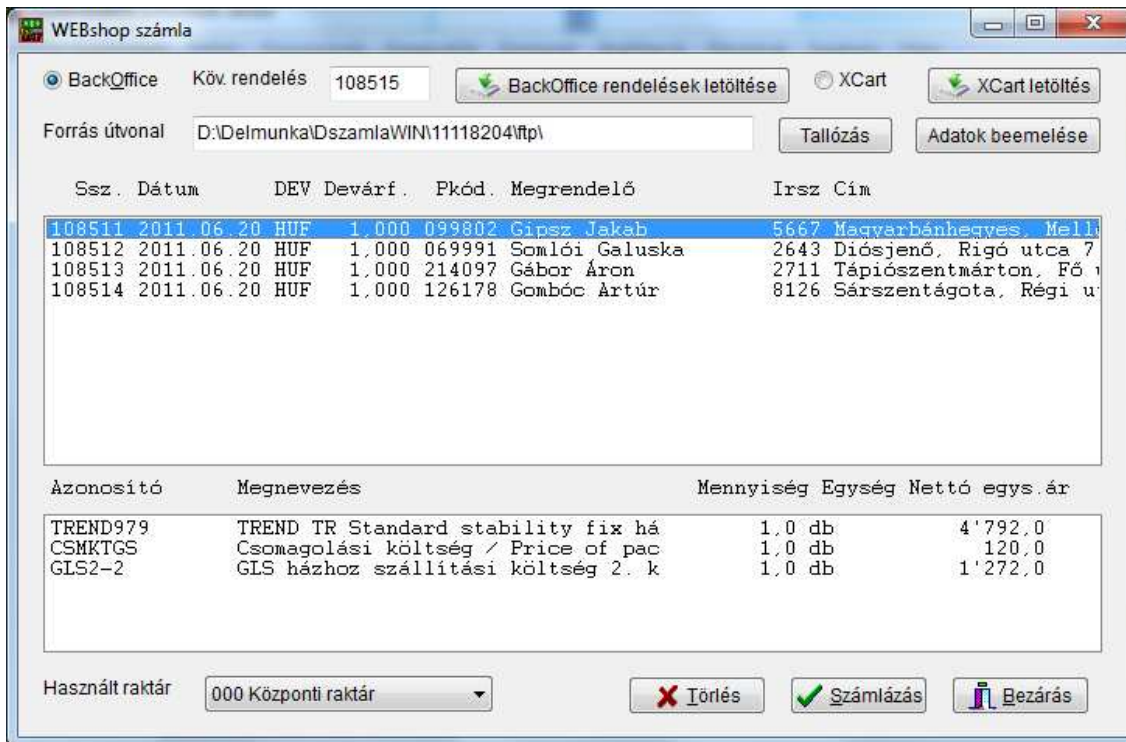 WEBshop számla
BackOffice Köv. rendelés 108515 BackOffice rendelések letöltése XCart XCart letöltés
Forrás útvonal D:\Delmunka\DszamlaWIN\11118204\ftp\ Tallózás Adatok beemelése
Ssz. Dátum DEV Devárf. Pkód. Megrendelő Irsz Cím
108511 2011.06.20 HUF 1,000 099802 Gipsz Jakab 5667 Magyarbánhegyes, Mell
108512 2011.06.20 HUF 1,000 069991 Somlói Galuska 2643 Diósjenő, Rigó utca 7
108513 2011.06.20 HUF 1,000 214097 Gábor Áron 2711 Tápiószentmárton, Fő
108514 2011.06.20 HUF 1,000 126178 Gombóc Artúr 8126 Sárszentágota, Régi u
Azonosító Megnevezés Mennyiség Egység Nettó egys.ár
TREND979 TREND TR Standard stability fix há 1,0 db 4'792,0
CSMKTGS Csomagolási költség / Price of pac 1,0 db 120,0
GLS2-2 GLS házhoz szállítási költség 2. k 1,0 db 1'272,0
Használt raktár 000 Központi raktár Törlés Számlázás Bezárás